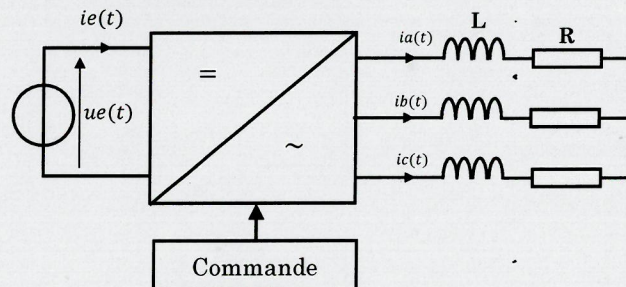 ie(t)
ue(t)
=
~
ia(t)
L
R
ib(t)
ic(t)
Commande